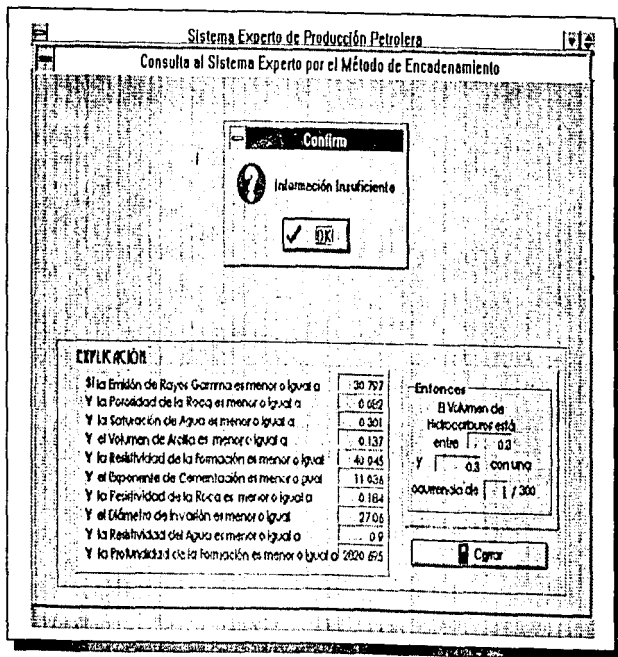 Sistema Experto de Producción Petrolera
Consulta al Sistema Experto por el Método de Encadenamiento
Confirm
Información Insuficiente
OK
EXPLICACIÓN
Si la Emisión de Rayos Gamma es menor o igual a 30 797
Y la Porosidad de la Roca es menor o igual a 0 082
Y la Saturación de Agua es menor o igual a 0 301
Y el Volumen de Arcilla es menor o igual a 0.137
Y la Resistividad de la Formación es menor o igual 40 045
Y el Exponente de Cementación es menor o igual 11 036
Y la Resistividad de la Roca es menor o igual a 0 184
Y el Diámetro de Invasión es menor o igual 27 06
Y la Resistividad del Agua es menor o igual a 0 9
Y la Profundidad de la Formación es menor o igual a 2020 695
Entonces
El Volumen de
Hidrocarburos está
entre 0.3
y 0.3 con una
ocurrencia de 1 / 300
Cerrar